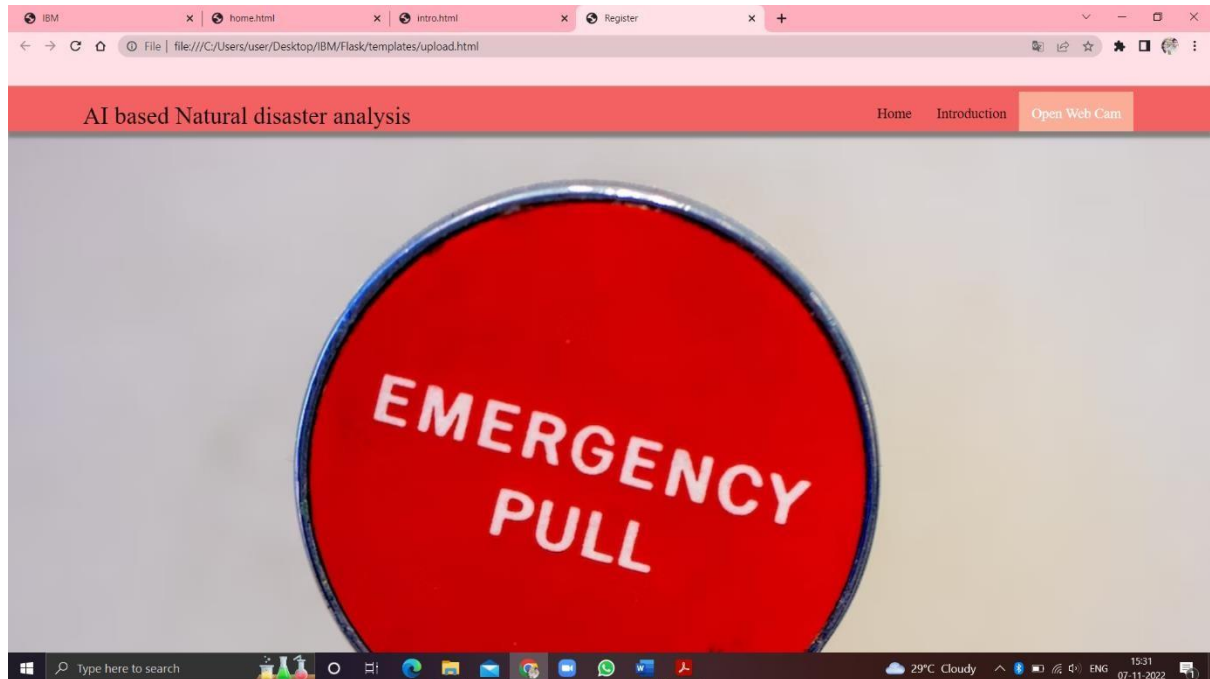 IBM
home.html
intro.html
Register
File | file:///C:/Users/user/Desktop/IBM/Flask/templates/upload.html
AI based Natural disaster analysis
Home Introduction Open Web Cam
EMERGENCY
PULL
Type here to search
29°C Cloudy
ENG
15:31
07-11-2022
1